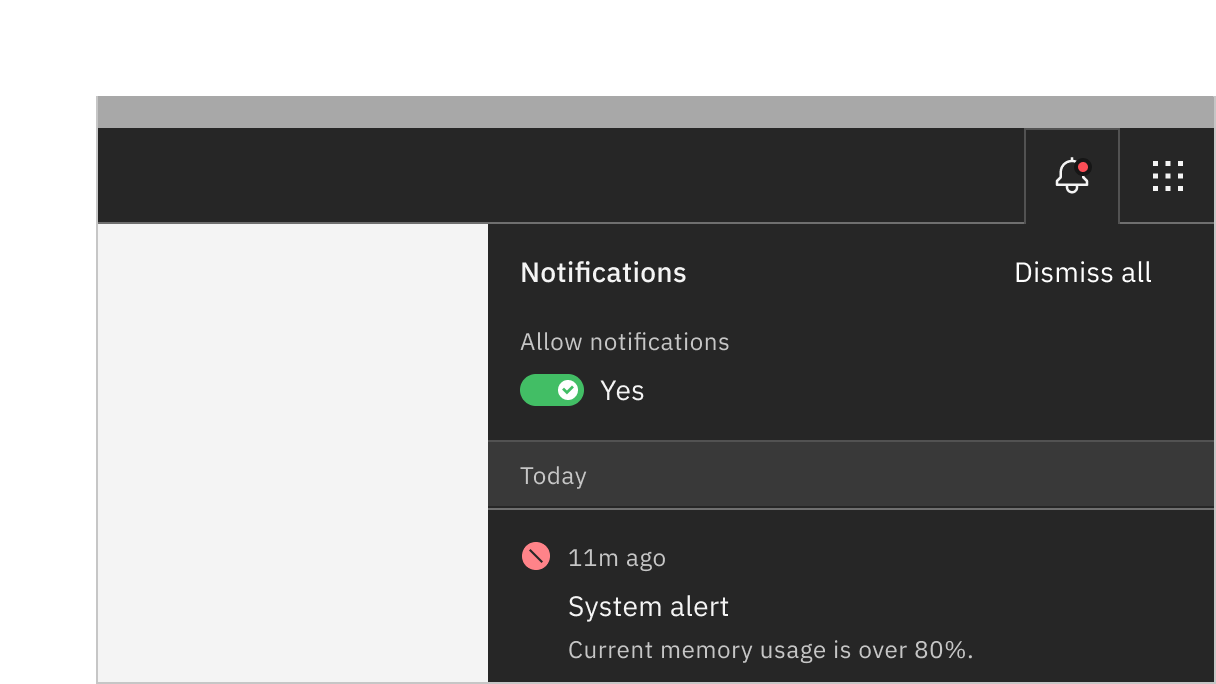 Notifications
Dismiss all
Allow notifications
Yes
Today
11m ago
System alert
Current memory usage is over 80%.